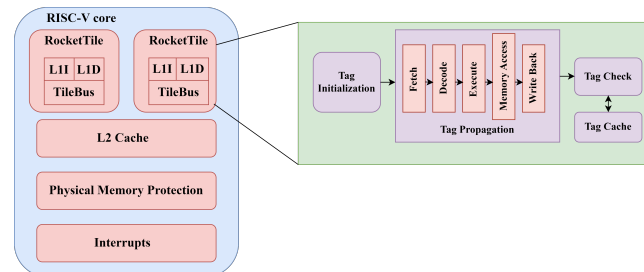 RISC-V core
RocketTile
L1I L1D
TileBus
RocketTile
L1I L1D
TileBus
L2 Cache
Physical Memory Protection
Interrupts
Tag
Initialization
Fetch
Decode
Execute
Memory Access
Write Back
Tag Propagation
Tag Check
Tag Cache